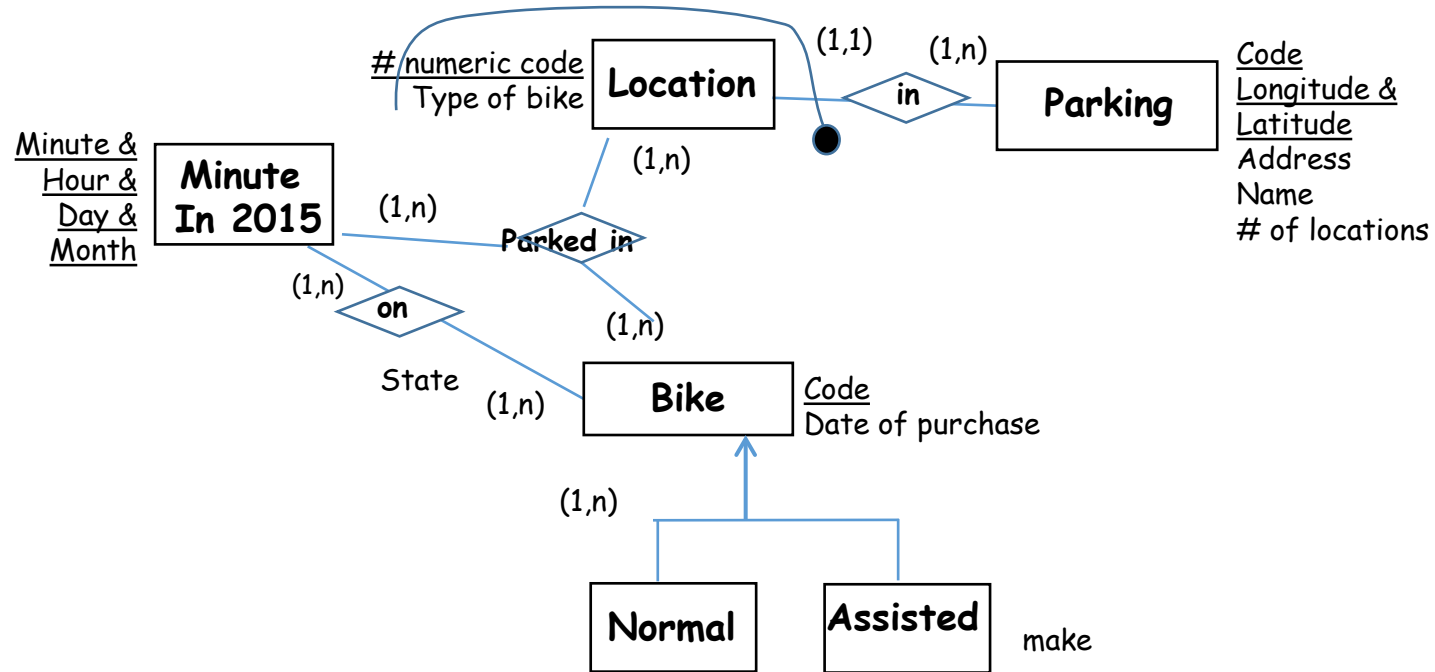 (1,1)
(1,n)
# numeric code
Type of bike
Location
in
Parking
Code
Longitude &
Latitude
Address
Name
# of locations
Minute &
Hour &
Day &
Month
Minute
In 2015
(1,n)
(1,n)
Parked in
(1,n)
on
(1,n)
State
(1,n)
Bike
Code
Date of purchase
(1,n)
Normal
Assisted
make